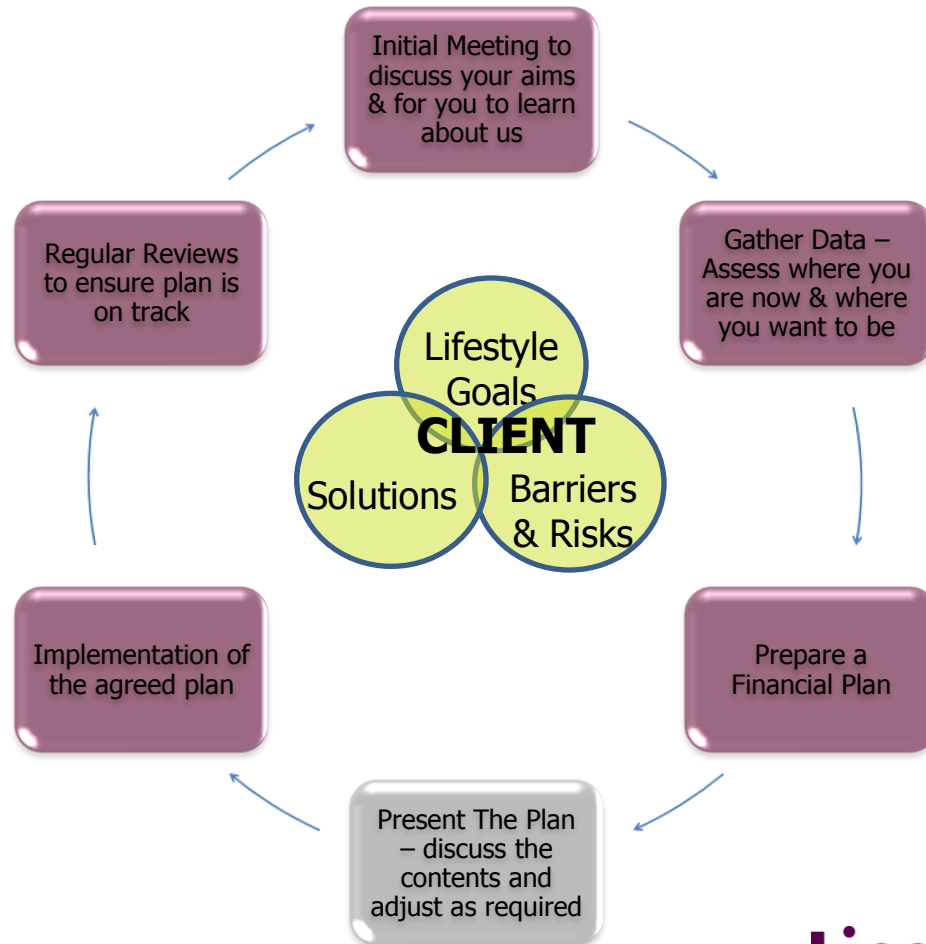 Initial Meeting to
discuss your aims
& for you to learn
about us
Gather Data –
Assess where you
are now & where
you want to be
Prepare a
Financial Plan
Present The Plan
– discuss the
contents and
adjust as required
Implementation of
the agreed plan
Regular Reviews
to ensure plan is
on track
Lifestyle
Goals
CLIENT
Solutions
Barriers
& Risks